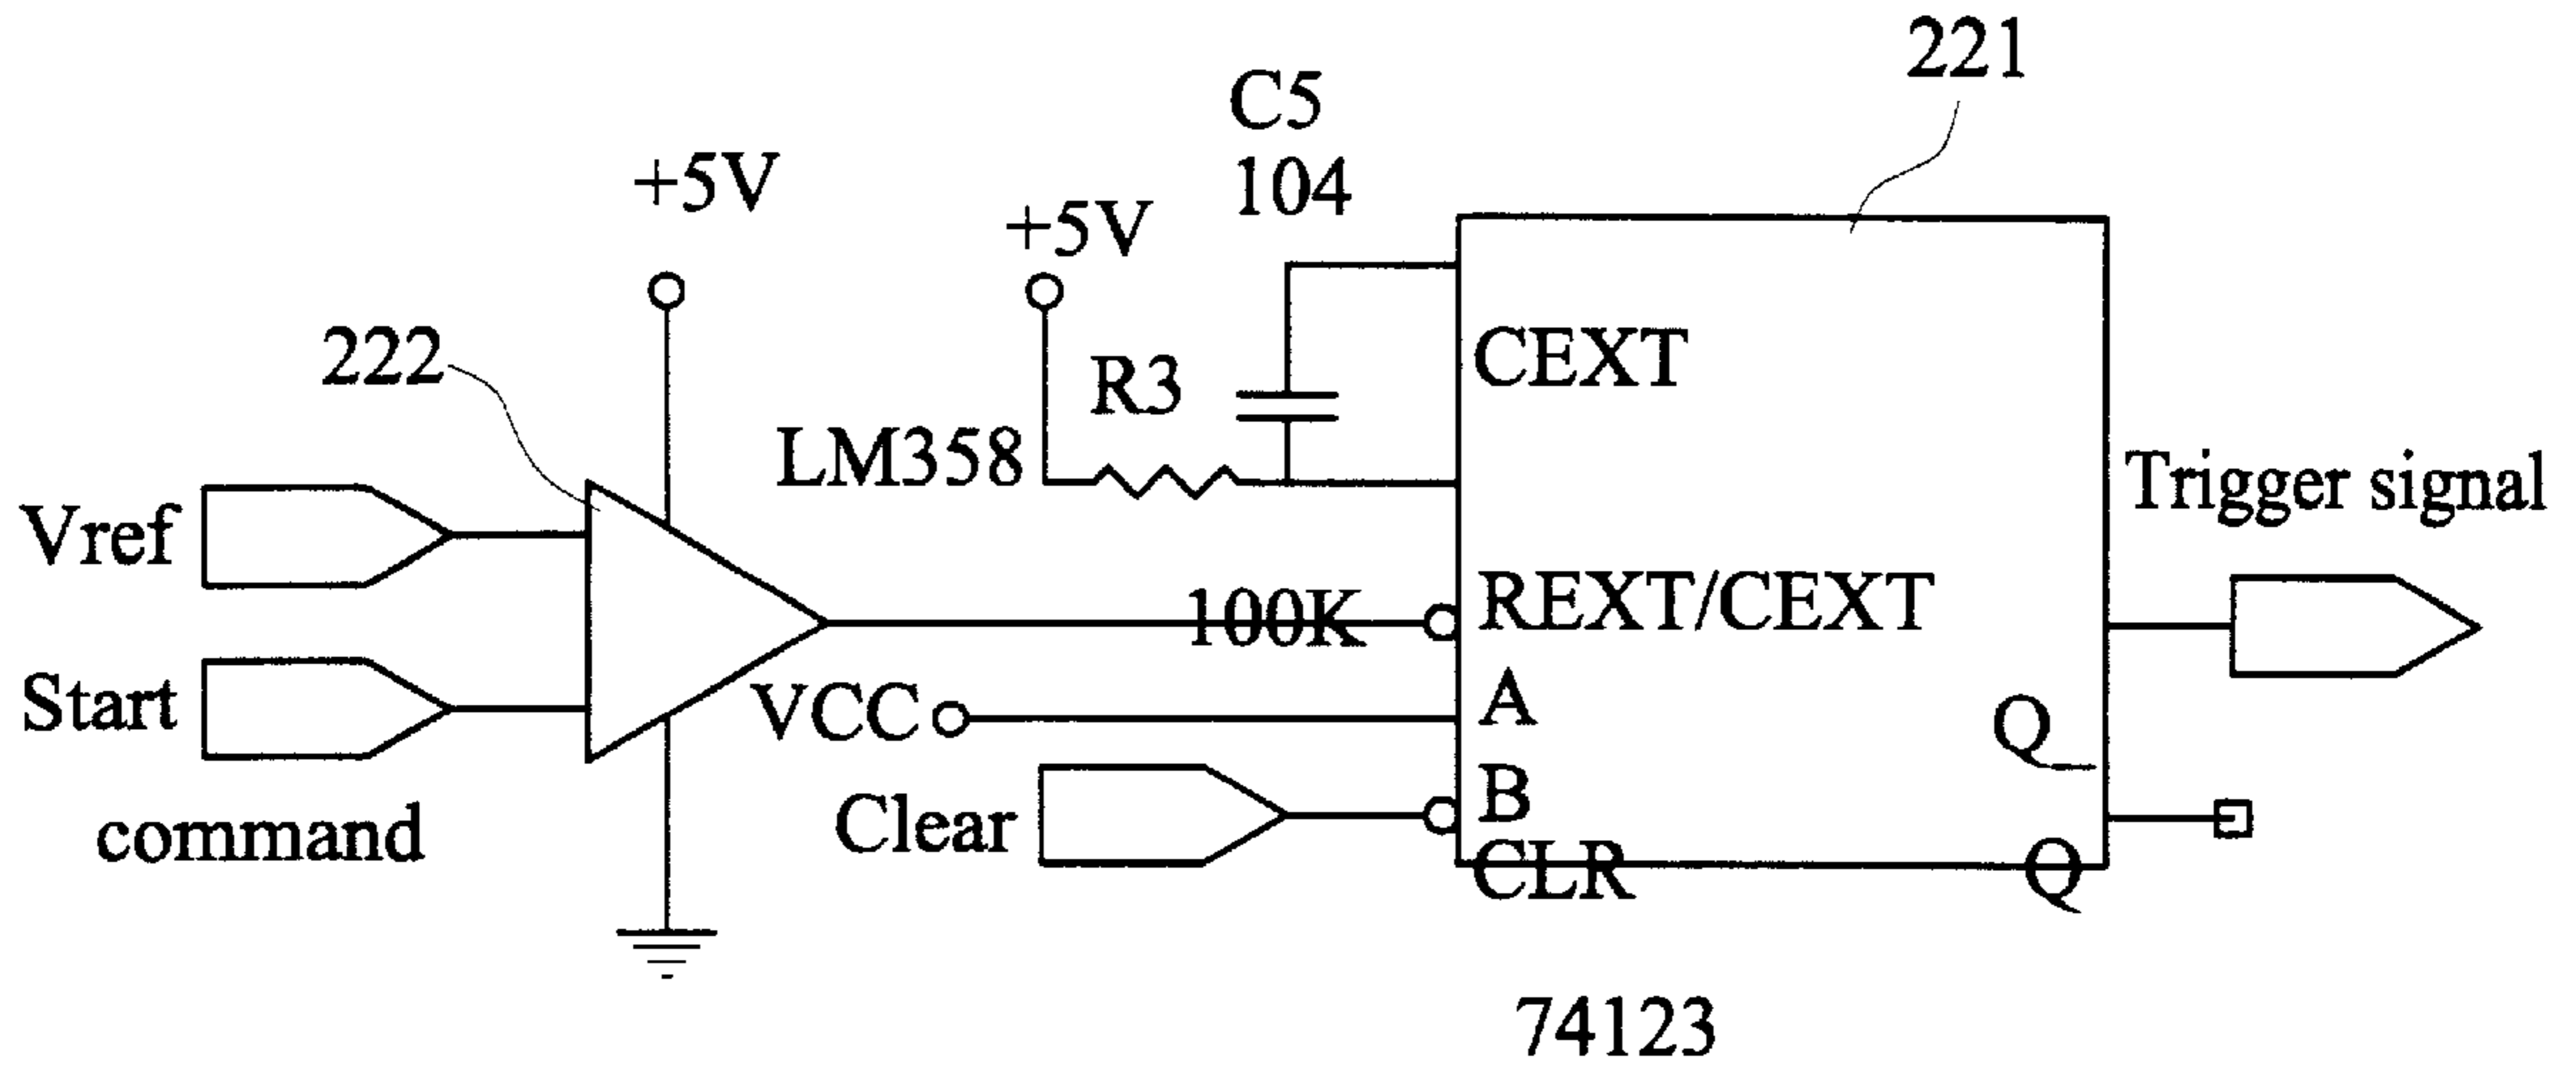 221
C5
104
+5V
+5V
222
CEXT
R3
LM358
Trigger signal
Vref
100K
REXT/CEXT
Start
command
VCC
A
Q
B
Clear
CLR
Q
74123